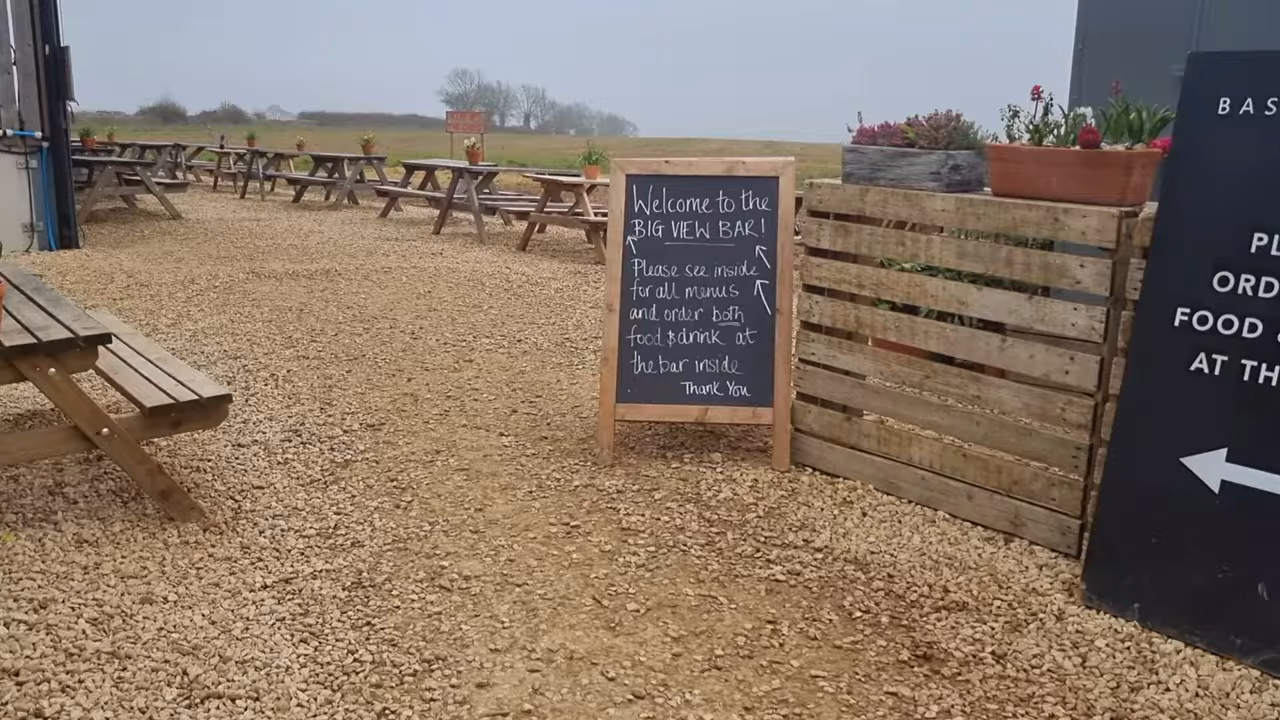 Welcome to the
BIG VIEW BAR!
Please see inside
for all menus
and order both
food & drink at
the bar inside
Thank You
BAS
PL
ORD
FOOD
AT TH